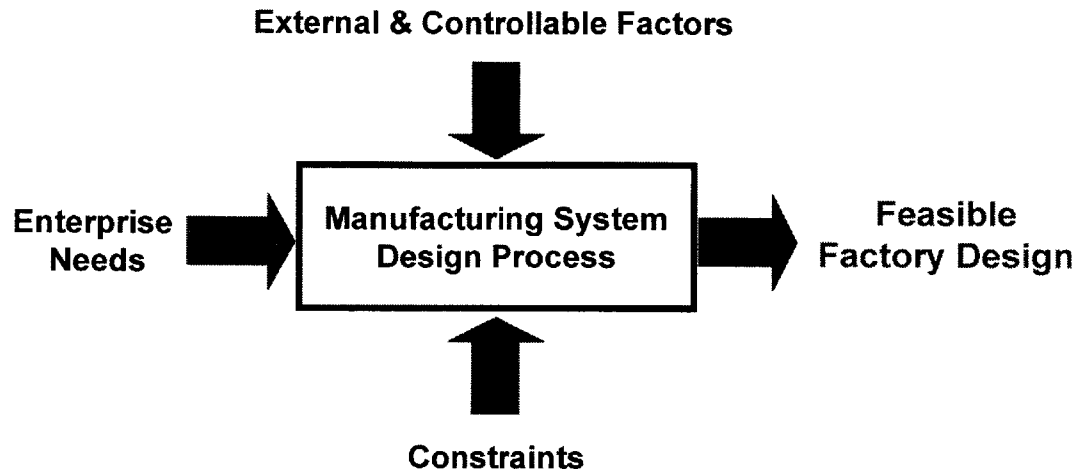 External & Controllable Factors
Enterprise
Needs
Manufacturing System
Design Process
Feasible
Factory Design
Constraints